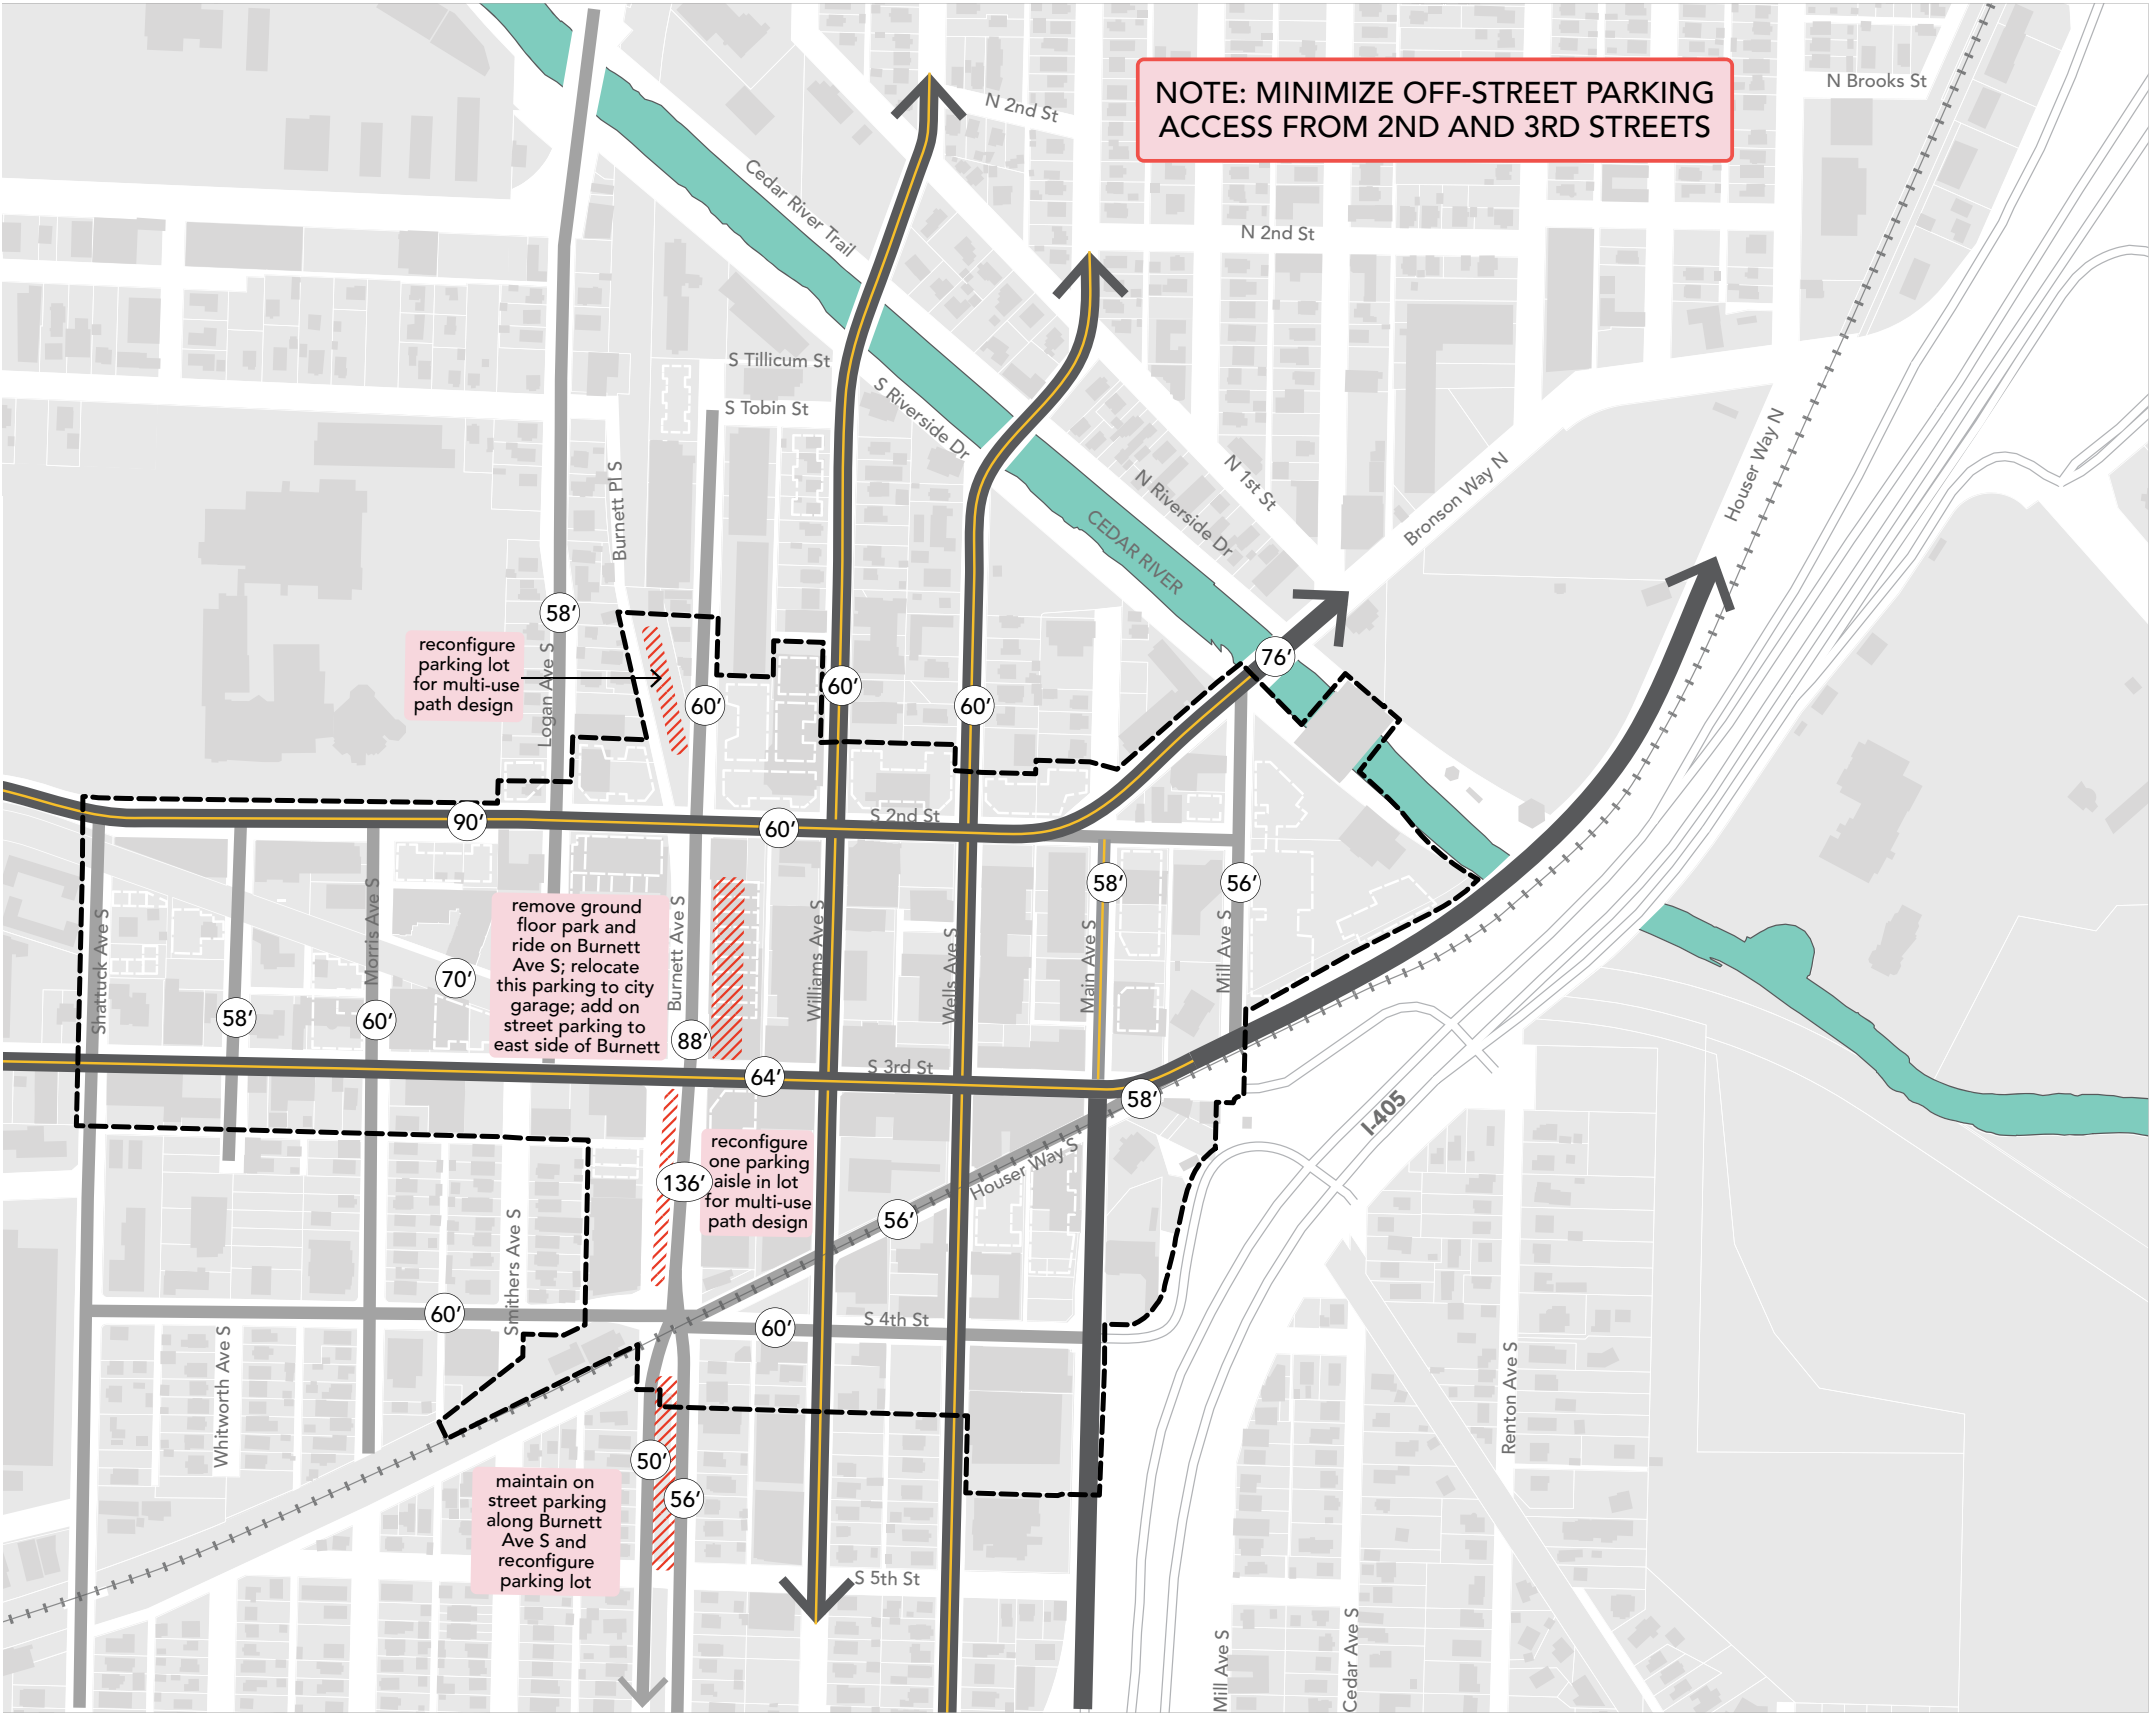 NOTE: MINIMIZE OFF-STREET PARKING
ACCESS FROM 2ND AND 3RD STREETS
N Brooks St
N 2nd St
Cedar River Trail
N 2nd St
S Tillicum St
S Tobin St
S Riverside Dr
N 1st St
N Riverside Dr
CEDAR RIVER
Bronson Way N
Houser Way N
Burnett Pl S
58’
reconfigure
parking lot
for multi-use
path design
Logan Ave S
60’
60’
60’
76’
90’
60’
S 2nd St
58’
56’
Shattuck Ave S
Morris Ave S
remove ground
floor park and
ride on Burnett
Ave S; relocate
this parking to city
garage; add on
street parking to
east side of Burnett
Burnett Ave S
Williams Ave S
Wells Ave S
Main Ave S
Mill Ave S
70’
58’
60’
88’
64’
S 3rd St
58’
I-405
reconfigure
one parking
aisle in lot
for multi-use
path design
136’
Houser Way S
56’
Smithers Ave S
60’
60’
S 4th St
Whitworth Ave S
Renton Ave S
50’
56’
maintain on
street parking
along Burnett
Ave S and
reconfigure
parking lot
S 5th St
Mill Ave S
Cedar Ave S